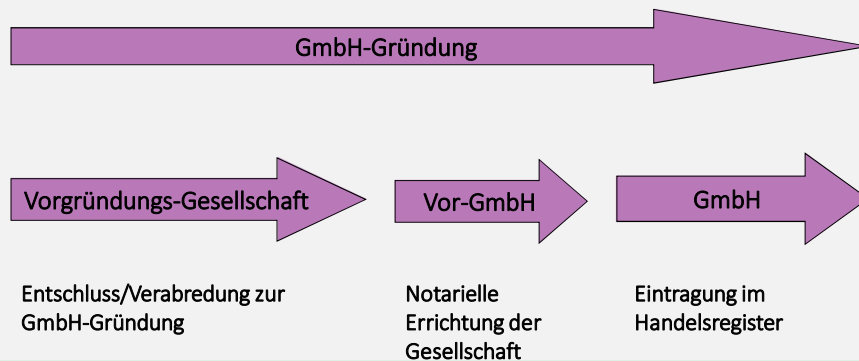 GmbH-Gründung
Vorgründungs-Gesellschaft
Vor-GmbH
GmbH
Entschluss/Verabredung zur
GmbH-Gründung
Notarielle
Errichtung der
Gesellschaft
Eintragung im
Handelsregister